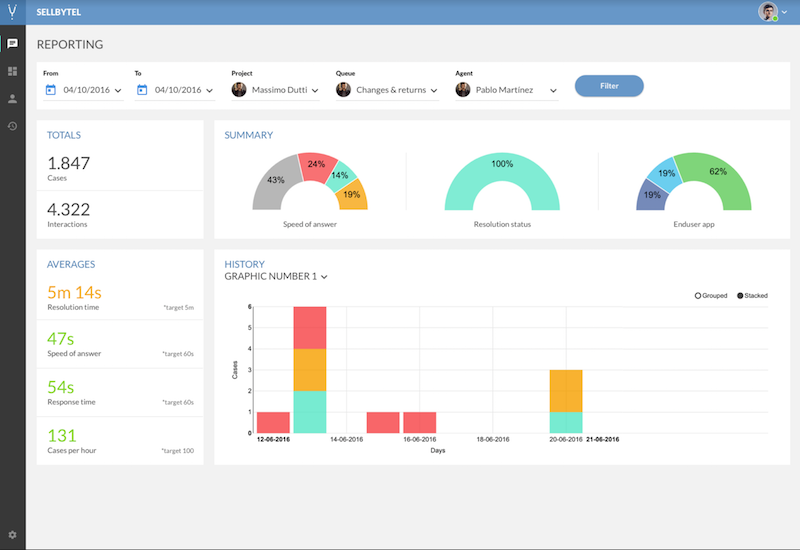 SELLBYTEL
REPORTING
From To Project Queue Agent
04/10/2016 04/10/2016 Massimo Dutti Changes & returns Pablo Martínez Filter
TOTALS
1.847
Cases
4.322
Interactions
SUMMARY
43% 24% 14% 19%
Speed of answer
100%
Resolution status
19% 19% 62%
Enduser app
AVERAGES
5m 14s
Resolution time *target 5m
47s
Speed of answer *target 60s
54s
Response time *target 60s
131
Cases per hour *target 100
HISTORY
GRAPHIC NUMBER 1
Grouped Stacked
6
5
4
3
2
1
0
Cases
12-06-2016 14-06-2016 16-06-2016 18-06-2016 20-06-2016 21-06-2016
Days